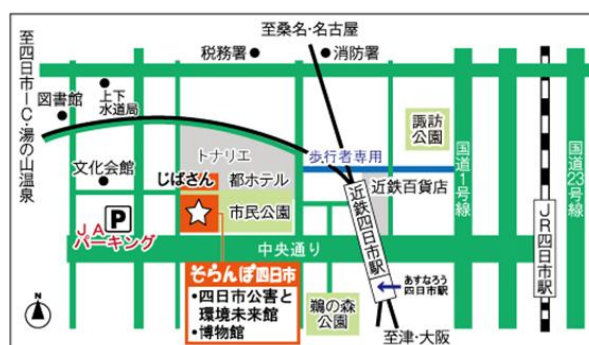 至桑名・名古屋
税務署
消防署
至四日市IC・湯の山温泉
図書館
上下
水道局
諏訪
公園
国道1号線
国道23号線
トナリエ
歩行者専用
文化会館
じばさん
都ホテル
近鉄百貨店
近鉄四日市駅
JR四日市駅
P
JA
パーキング
市民公園
中央通り
そらんぽ四日市
・四日市公害と
環境未来館
・博物館
鵜の森
公園
あすなろう
四日市駅
至津・大阪
N